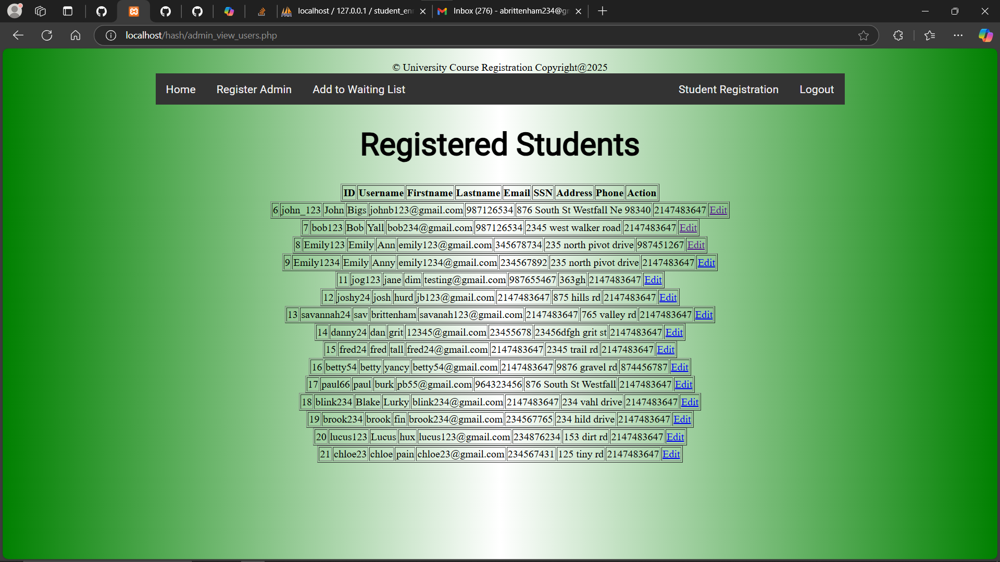 localhost / 127.0.0.1 / student_enr
Inbox (276) - abrittenham234@gm
localhost/hash/admin_view_users.php
© University Course Registration Copyright@2025
Home Register Admin Add to Waiting List Student Registration Logout
Registered Students
ID Username Firstname Lastname Email SSN Address Phone Action
6 john_123 John Bigs johnb123@gmail.com 987126534 876 South St Westfall Ne 98340 2147483647 Edit
7 bob123 Bob Yall bob234@gmail.com 987126534 2345 west walker road 2147483647 Edit
8 Emily123 Emily Ann emily123@gmail.com 345678734 235 north pivot drive 987451267 Edit
9 Emily1234 Emily Anny emily1234@gmail.com 234567892 235 north pivot drive 2147483647 Edit
11 jog123 jane dim testing@gmail.com 987655467 363gh 2147483647 Edit
12 joshy24 josh hurd jb123@gmail.com 2147483647 875 hills rd 2147483647 Edit
13 savannah24 sav brittenham savanah123@gmail.com 2147483647 765 valley rd 2147483647 Edit
14 danny24 dan grit 12345@gmail.com 23455678 23456dfgh grit st 2147483647 Edit
15 fred24 fred tall fred24@gmail.com 2147483647 2345 trail rd 2147483647 Edit
16 betty54 betty yancy betty54@gmail.com 2147483647 9876 gravel rd 874456787 Edit
17 paul66 paul burk pb55@gmail.com 964323456 876 South St Westfall 2147483647 Edit
18 blink234 Blake Lurky blink234@gmail.com 2147483647 234 vahl drive 2147483647 Edit
19 brook234 brook fin brook234@gmail.com 234567765 234 hild drive 2147483647 Edit
20 lucus123 Lucus hux lucus123@gmail.com 234876234 153 dirt rd 2147483647 Edit
21 chloe23 chloe pain chloe23@gmail.com 234567431 125 tiny rd 2147483647 Edit